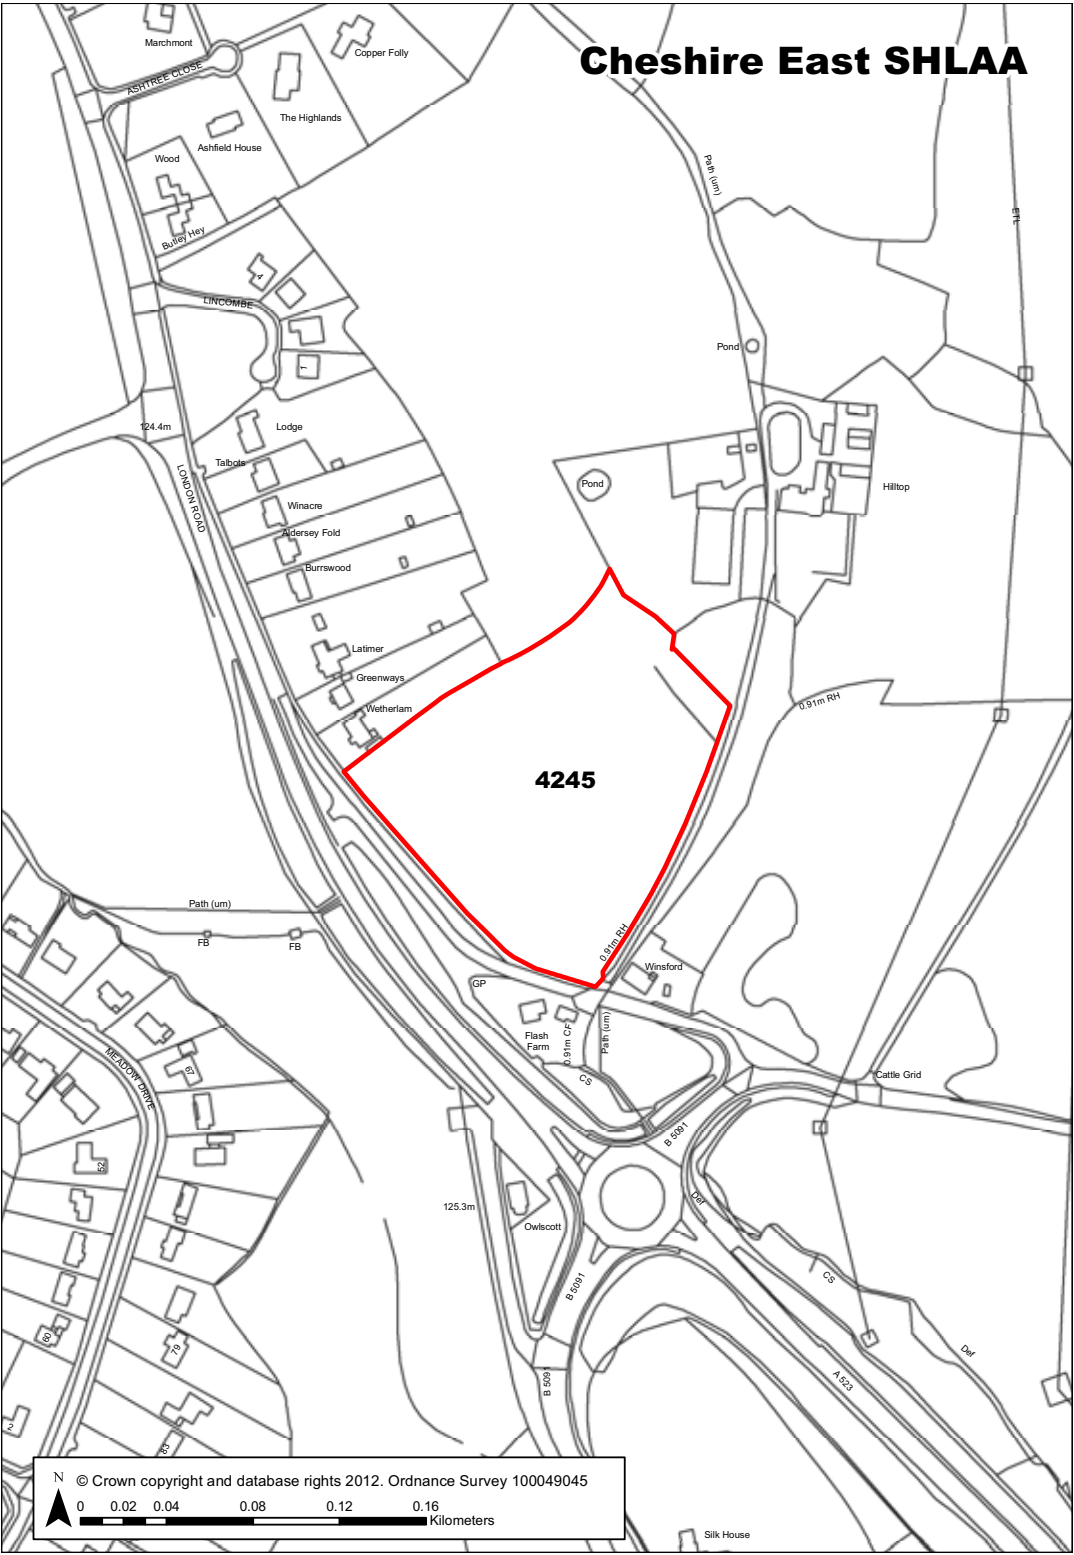 Cheshire East SHLAA
Marchmont
Copper Folly
ASHTREE CLOSE
The Highlands
Ashfield House
Wood
Path (um)
ETL
Butley Hey
4
LINCOMBE
Pond
1
124.4m
Lodge
Talbots
LONDON ROAD
Pond
Hilltop
Winacre
Aldersey Fold
Burrswood
Latimer
Greenways
Wetherlam
0.91m RH
4245
Path (um)
FB
FB
0.91m RH
Winsford
GP
Flash
Farm
0.91m CF
Path (um)
CS
Cattle Grid
MEADOW DRIVE
67
B 5091
52
Def
125.3m
Owlscott
B 5091
CS
60
79
Def
B 5091
A 523
2
83
N
© Crown copyright and database rights 2012. Ordnance Survey 100049045
0 0.02 0.04 0.08 0.12 0.16
Kilometers
Silk House